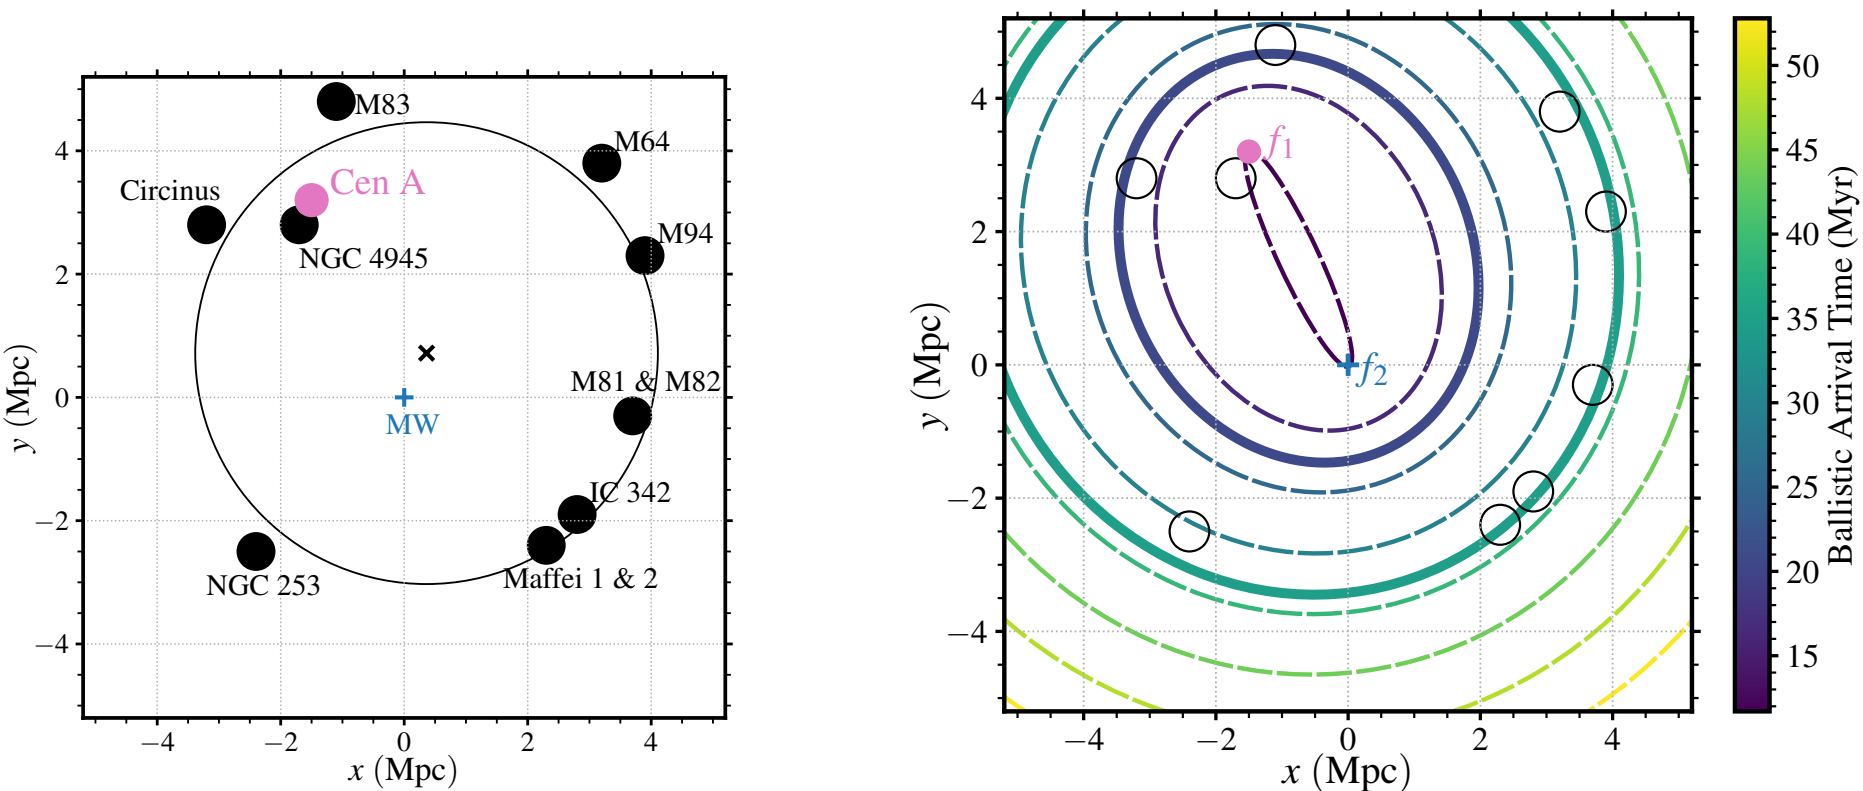 M83
M64
Circinus
Cen A
M94
NGC 4945
M81 & M82
MW
IC 342
Maffei 1 & 2
NGC 253
4
2
0
−2
−4
y (Mpc)
−4 −2 0 2 4
x (Mpc)
f1
f2
4
2
0
−2
−4
y (Mpc)
−4 −2 0 2 4
x (Mpc)
50
45
40
35
30
25
20
15
Ballistic Arrival Time (Myr)